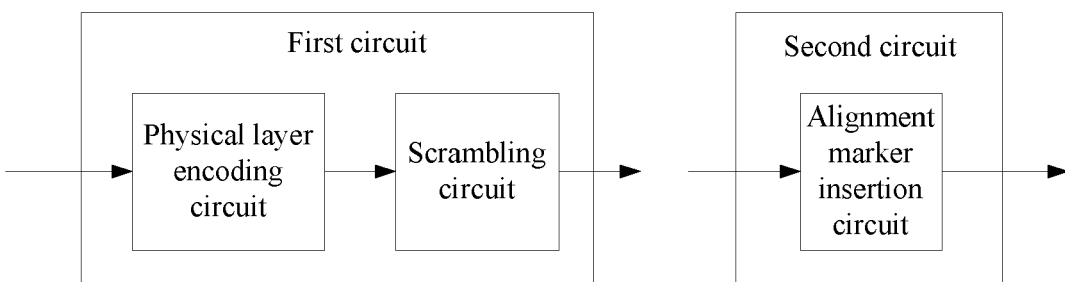 First circuit
Physical layer
encoding
circuit
Scrambling
circuit
Second circuit
Alignment
marker
insertion
circuit